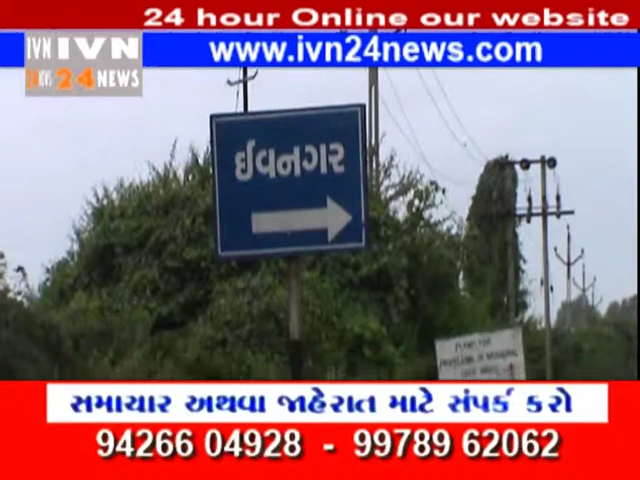 24 hour Online our website
www.ivn24news.com
IVN IVN
24 NEWS
ઈવનગર
સમાચાર અથવા જાહેરાત માટે સંપર્ક કરો
94266 04928 - 99789 62062